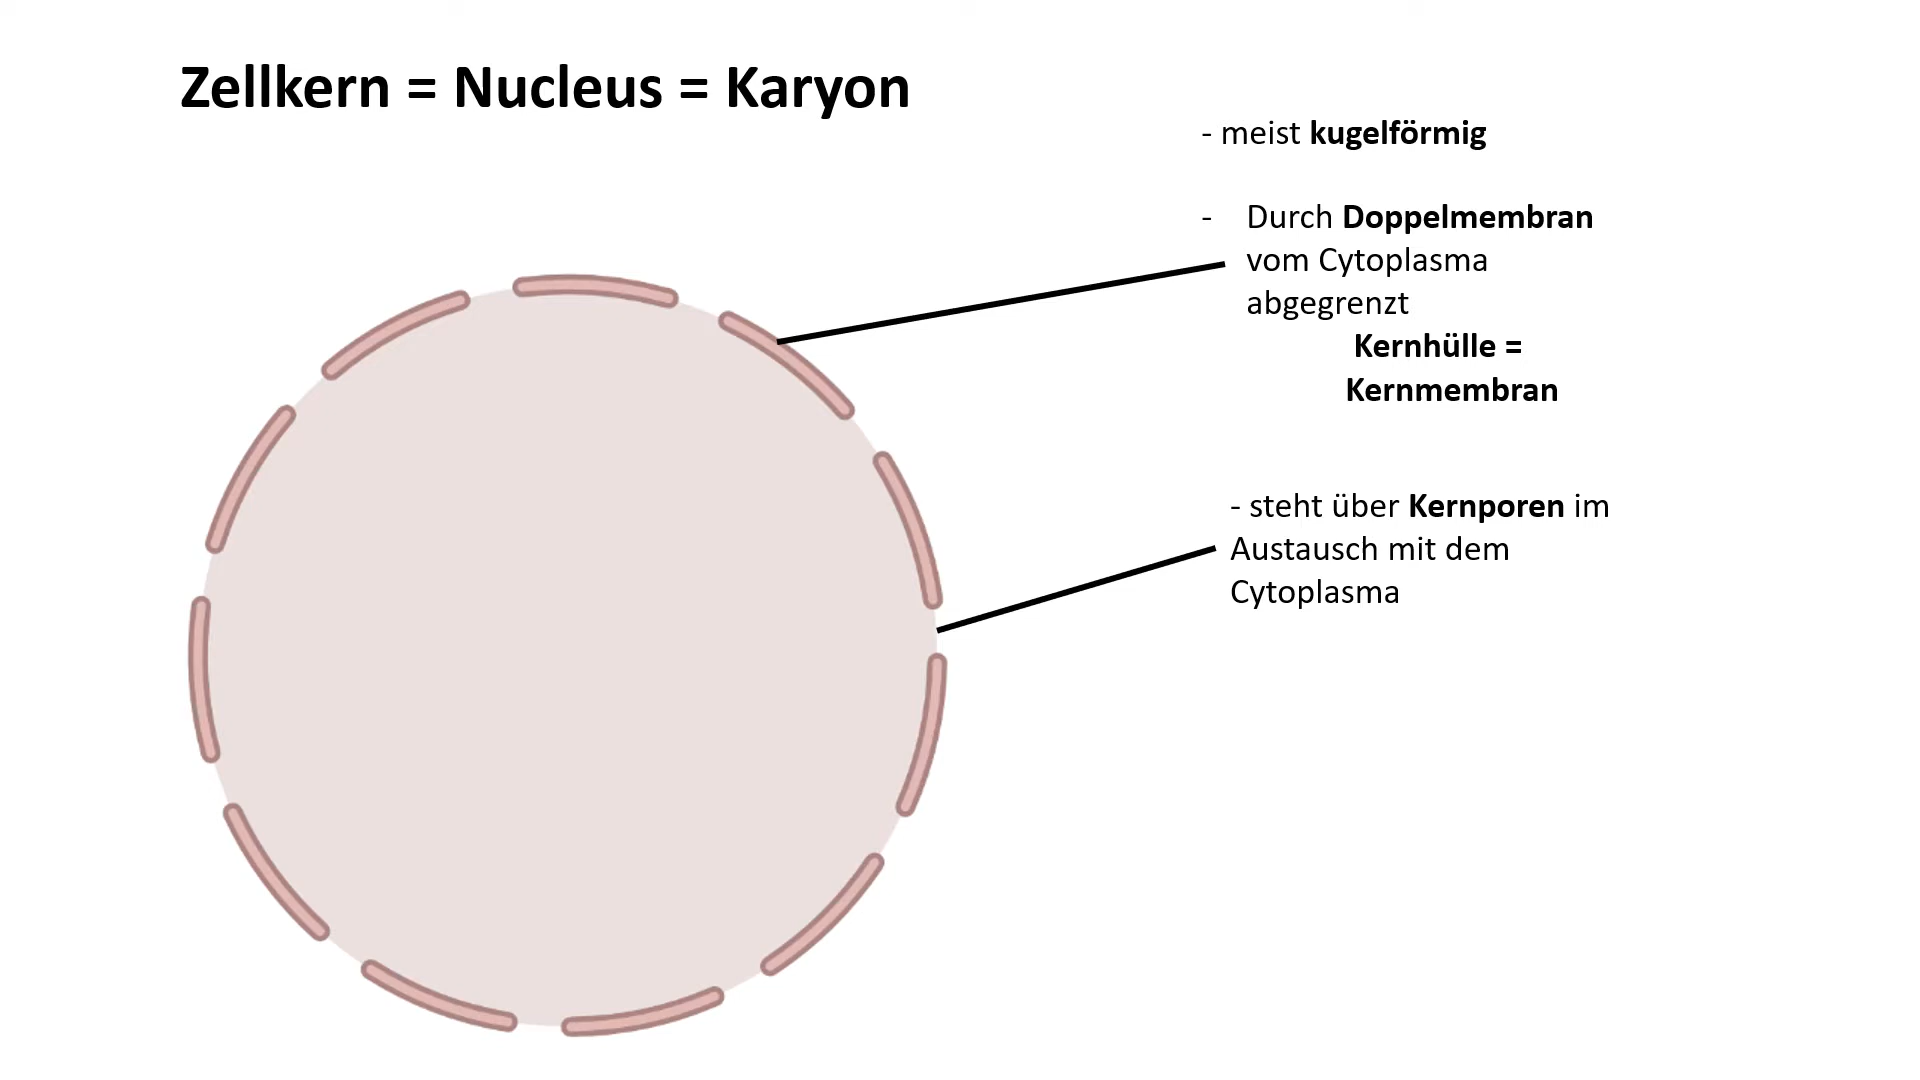 Zellkern = Nucleus = Karyon
- meist kugelförmig
- Durch Doppelmembran
vom Cytoplasma
abgegrenzt
Kernhülle =
Kernmembran
- steht über Kernporen im
Austausch mit dem
Cytoplasma